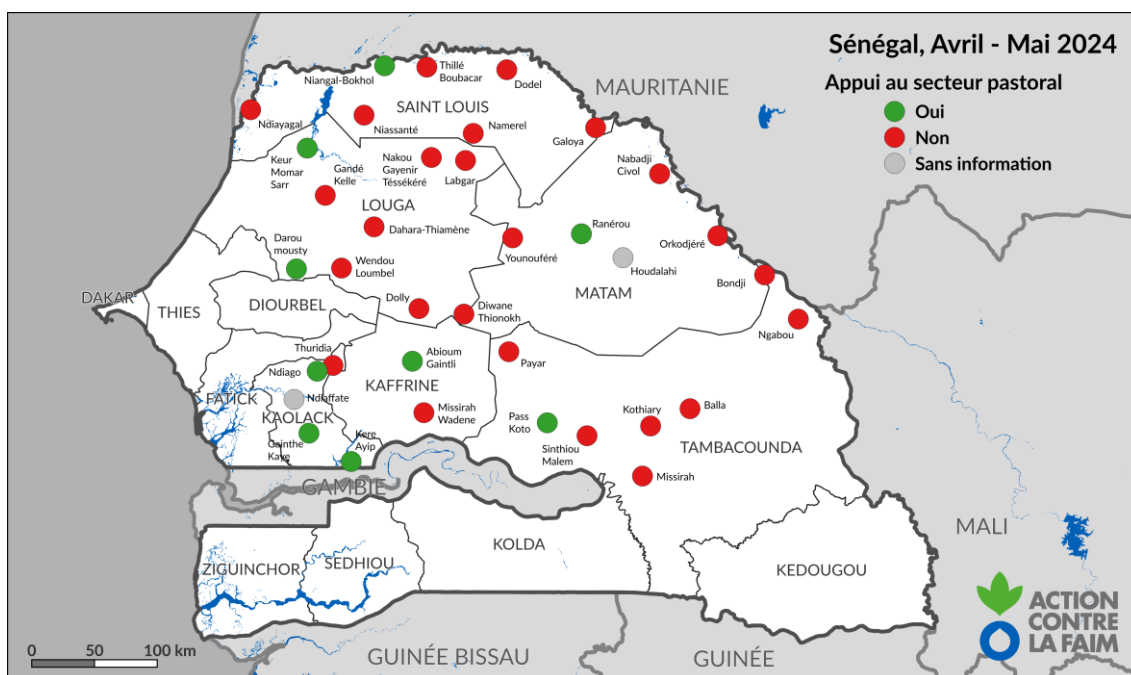 Sénégal, Avril - Mai 2024
Appui au secteur pastoral
Oui
Non
Sans information
MAURITANIE
Niangal-Bokhol
Thillé
Boubacar
Dodel
SAINT LOUIS
Ndiayagal
Niassanté
Namerel
Galoya
Keur
Momar
Sarr
Gandé
Kelle
Nakou
Gayenir
Téssékéré
Labgar
Nabadji
Civol
LOUGA
Dahara-Thiamène
Ranérou
Younouféré
Orkodjéré
Darou
mousty
Wendou
Loumbel
Houdalahi
Bondji
MATAM
DAKAR
THIES
DIOURBEL
Dolly
Diwane
Thionokh
Ngabou
Thuridia
Ndiago
Abioum
Gaintli
Payar
KAFFRINE
FATICK
Ndiaffate
KAOLACK
Missirah
Wadene
Pass
Koto
Kothiary
Balla
Gainthe
Kaye
Kere
Ayip
Sinthiou
Malem
TAMBACOUNDA
Missirah
GAMBIE
MALI
KOLDA
ZIGUINCHOR
SEDHIOU
KEDOUGOU
GUINÉE BISSAU
GUINÉE
0 50 100 km
ACTION
CONTRE
LA FAIM